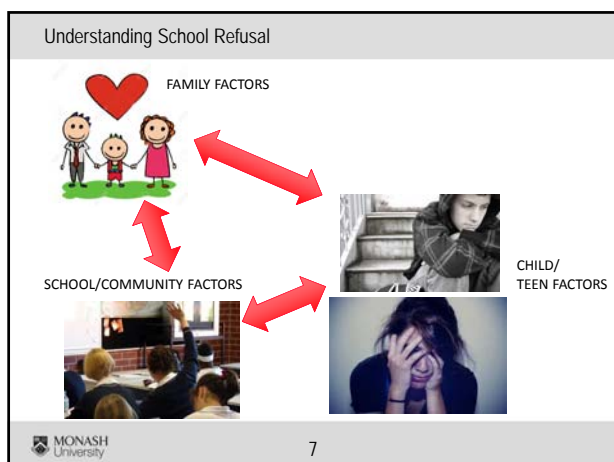 Understanding School Refusal
FAMILY FACTORS
SCHOOL/COMMUNITY FACTORS
CHILD/
TEEN FACTORS
MONASH
University
7